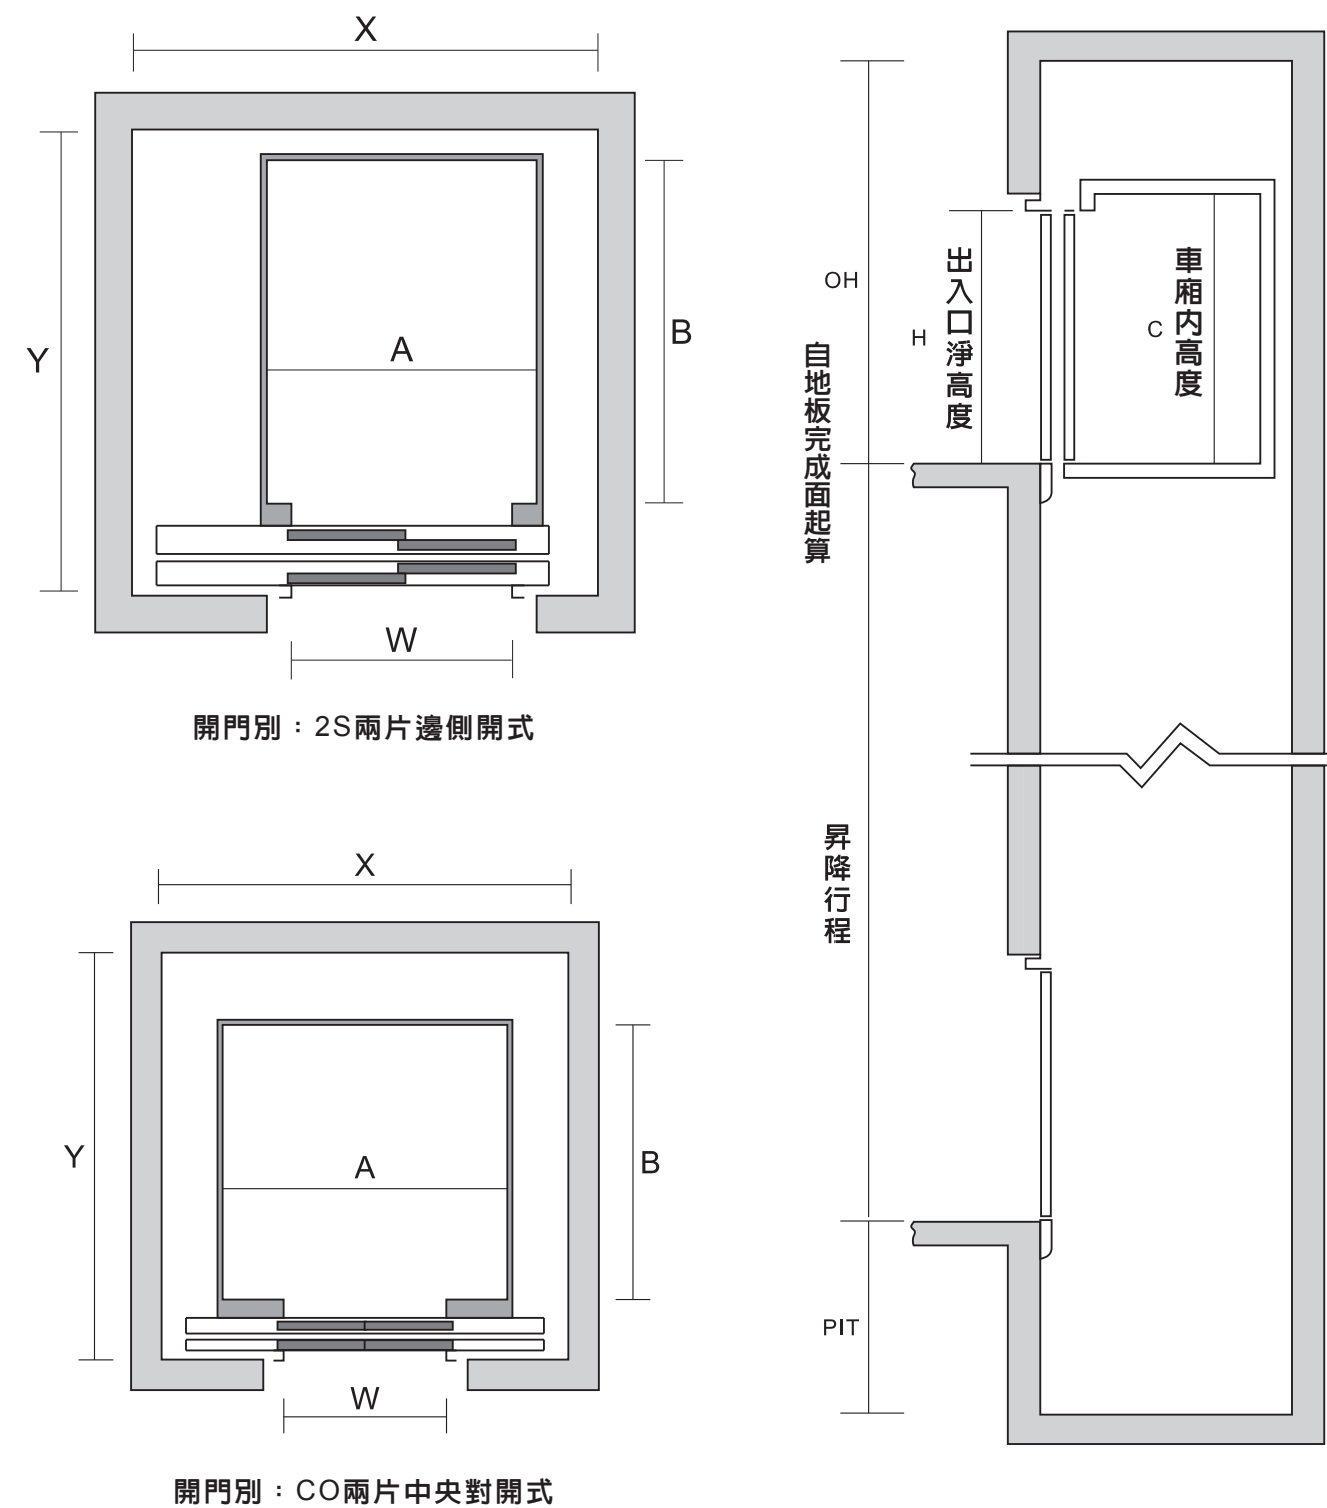 X
Y
A
B
W
開門別：2S兩片邊側開式
X
Y
A
B
W
開門別：CO兩片中央對開式
OH
自地板完成面起算
H
出入口淨高度
C
車廂内高度
昇降行程
PIT